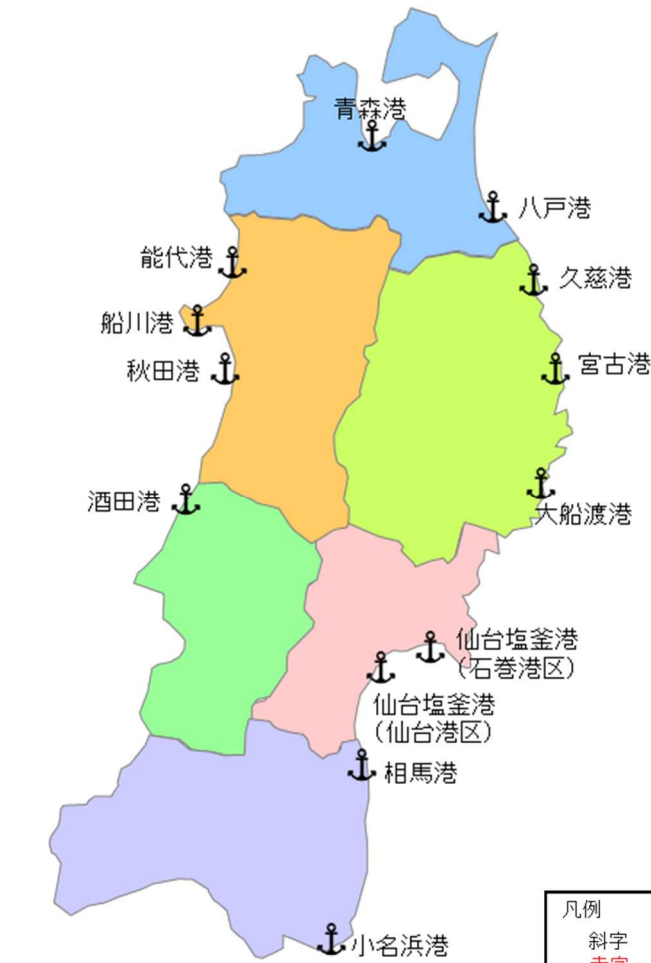 青森港
八戸港
能代港
久慈港
船川港
宮古港
秋田港
酒田港
大船渡港
仙台塩釜港
(石巻港区)
仙台塩釜港
(仙台港区)
相馬港
小名浜港
凡例
斜字
赤字